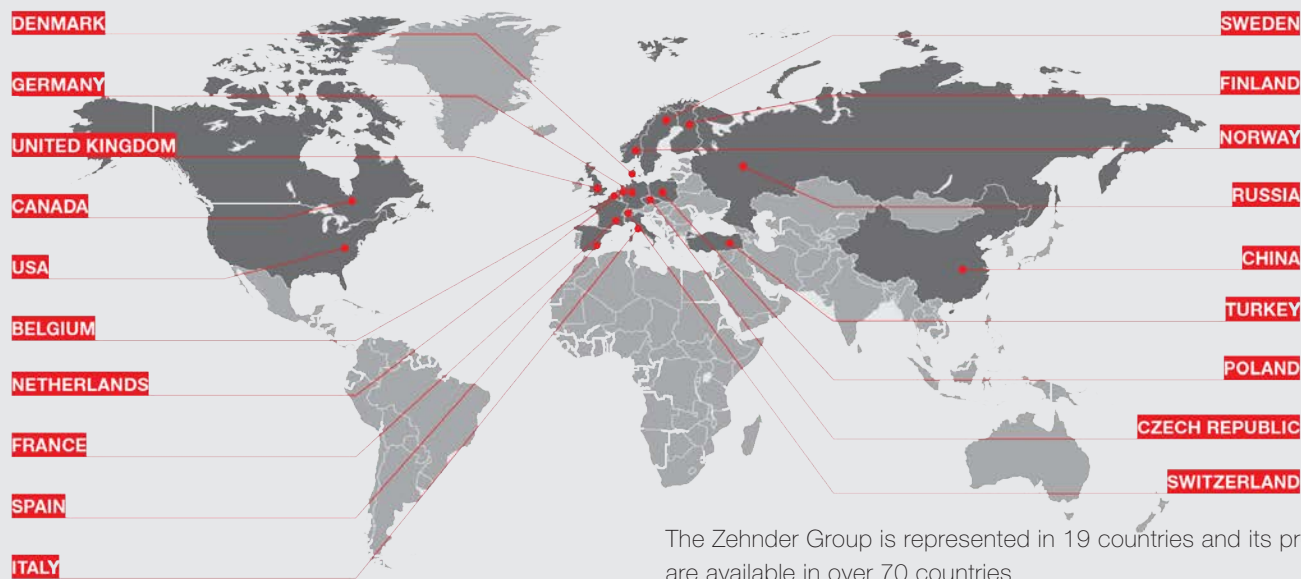 DENMARK
GERMANY
UNITED KINGDOM
CANADA
USA
BELGIUM
NETHERLANDS
FRANCE
SPAIN
ITALY
SWEDEN
FINLAND
NORWAY
RUSSIA
CHINA
TURKEY
POLAND
CZECH REPUBLIC
SWITZERLAND
The Zehnder Group is represented in 19 countries and its
are available in over 70 countries